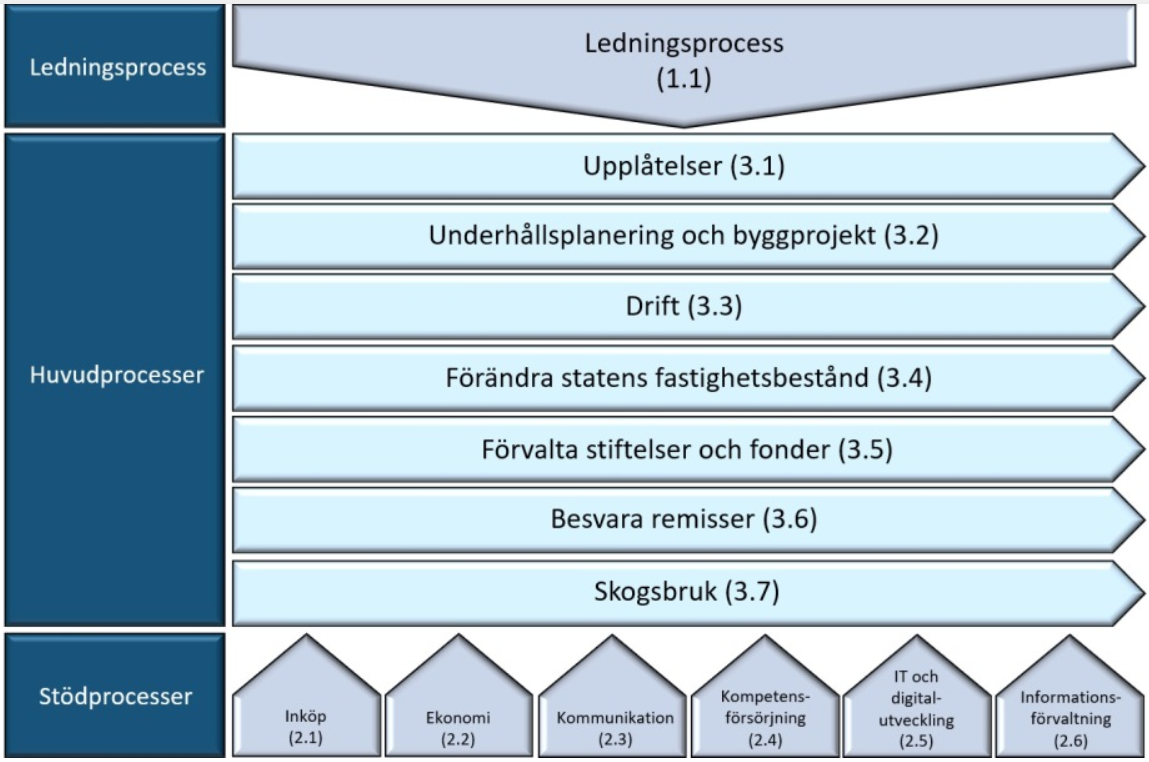 Ledningsprocess
Ledningsprocess
(1.1)
Huvudprocesser
Upplåtelser (3.1)
Underhållsplanering och byggprojekt (3.2)
Drift (3.3)
Förändra statens fastighetsbestånd (3.4)
Förvalta stiftelser och fonder (3.5)
Besvara remisser (3.6)
Skogsbruk (3.7)
Stödprocesser
Inköp
(2.1)
Ekonomi
(2.2)
Kommunikation
(2.3)
Kompetens-
försörjning
(2.4)
IT och
digital-
utveckling
(2.5)
Informations-
förvaltning
(2.6)